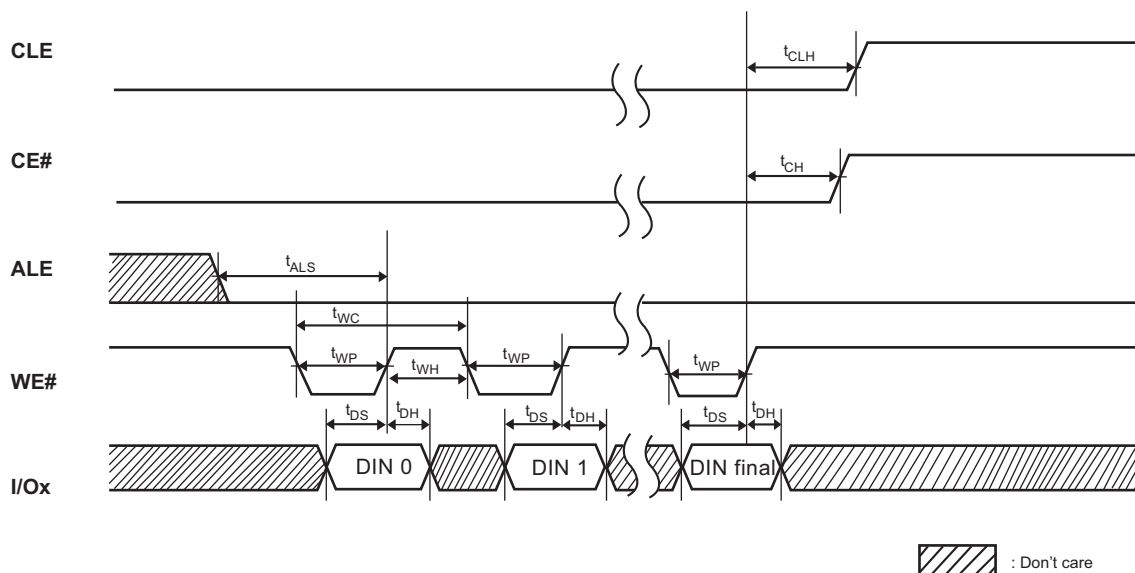 CLE
tCLH
CE#
tCH
ALE
tALS
tWC
tWP
tWH
tWP
tWP
WE#
tDS
tDH
tDS
tDH
tDS
tDH
I/Ox
DIN 0
DIN 1
DIN final
: Don't care